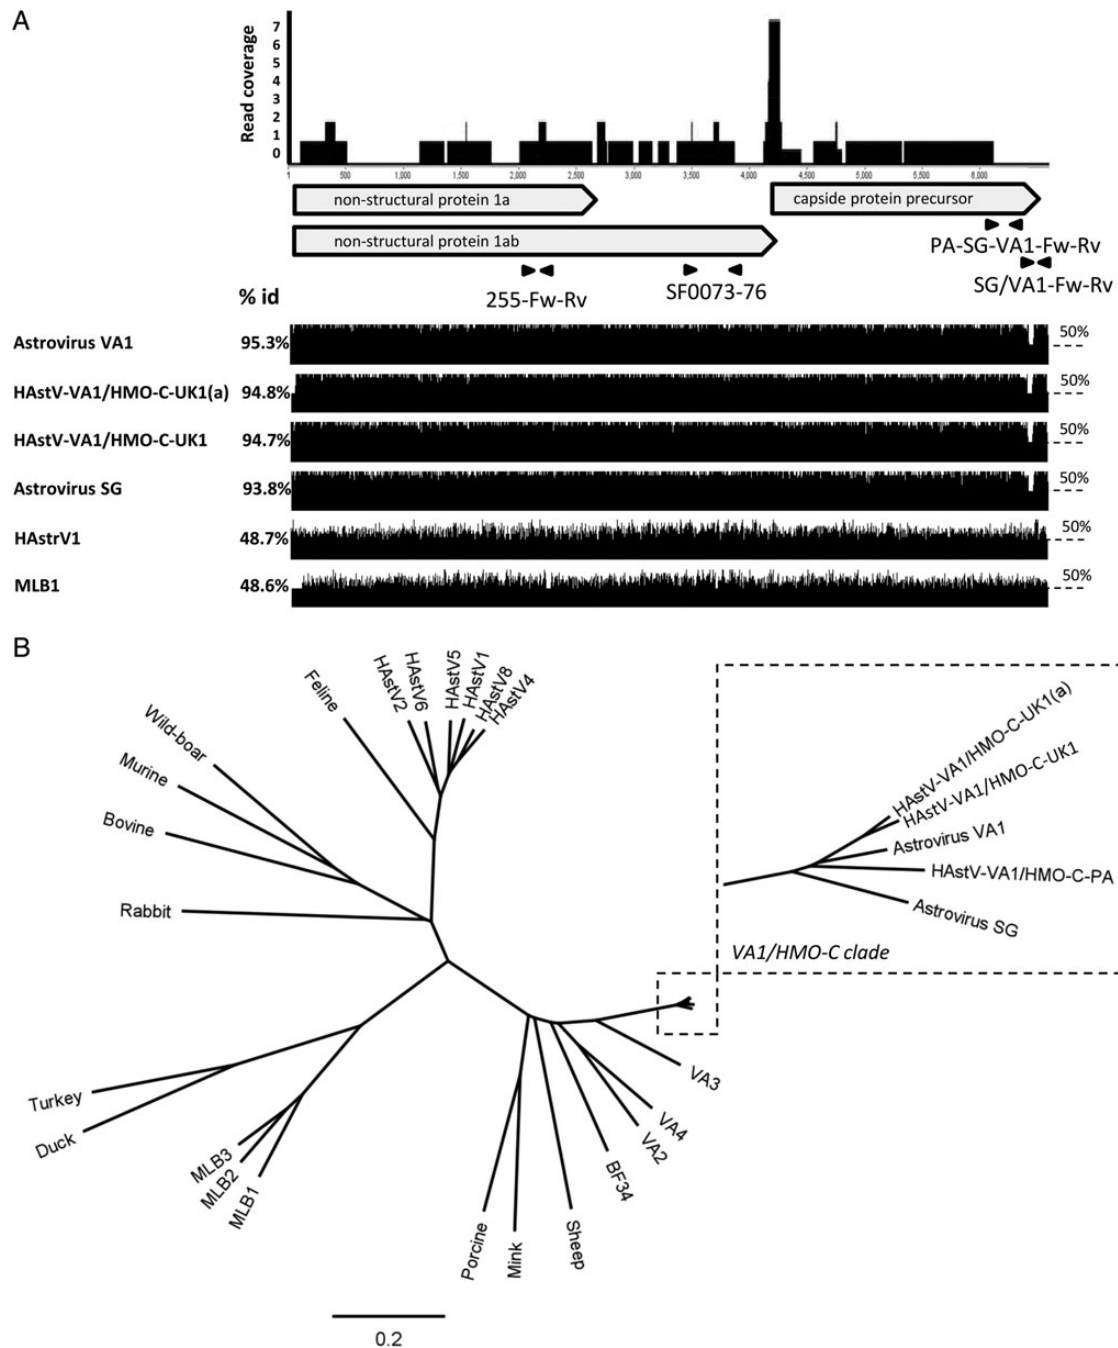 A
Read coverage
7
6
5
4
3
2
1
0
1 500 1,000 1,500 2,000 2,500 3,000 3,500 4,000 4,500 5,000 5,500 6,000 6,500
non-structural protein 1a
capside protein precursor
non-structural protein 1ab
PA-SG-VA1-Fw-Rv
255-Fw-Rv
SF0073-76
SG/VA1-Fw-Rv
% id
Astrovirus VA1 95.3% 50%
HAstV-VA1/HMO-C-UK1(a) 94.8% 50%
HAstV-VA1/HMO-C-UK1 94.7% 50%
Astrovirus SG 93.8% 50%
HAstrV1 48.7% 50%
MLB1 48.6% 50%
B
Feline
HAstV2
HAstV6
HAstV5
HAstV1
HAstV8
HAstV4
Wild-boar
Murine
Bovine
Rabbit
HAstV-VA1/HMO-C-UK1(a)
HAstV-VA1/HMO-C-UK1
Astrovirus VA1
HAstV-VA1/HMO-C-PA
Astrovirus SG
VA1/HMO-C clade
Turkey
Duck
MLB3
MLB2
MLB1
Porcine
Mink
Sheep
BF34
VA2
VA4
VA3
0.2